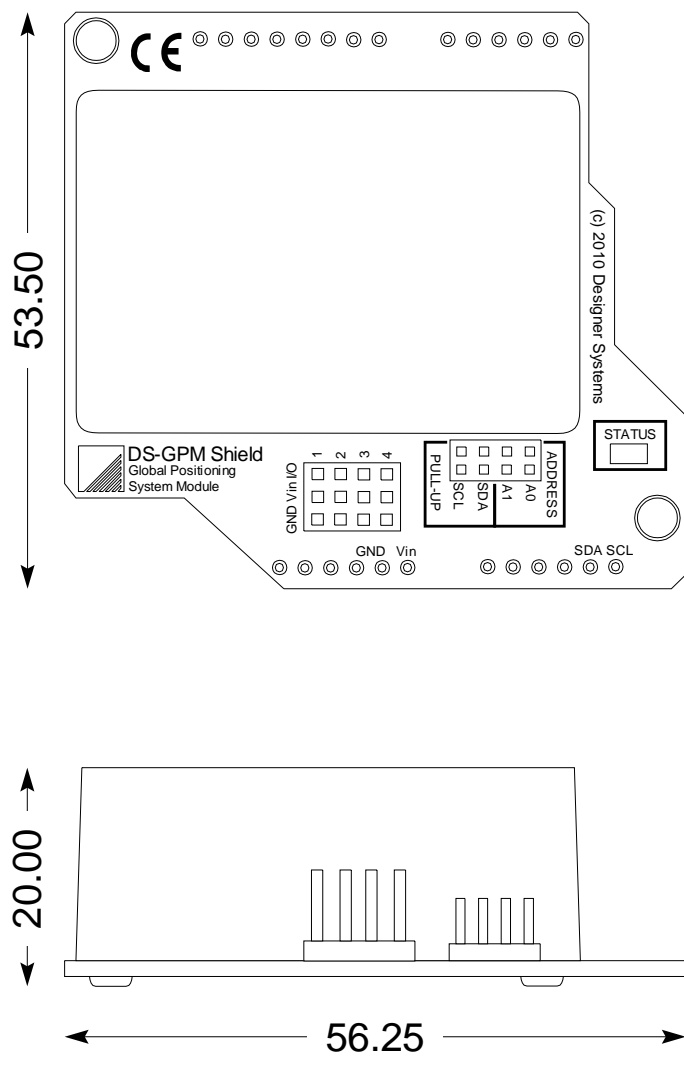 CE
53.50
(c) 2010 Designer Systems
DS-GPM Shield
Global Positioning
System Module
1 2 3 4
GND Vin I/O
PULL-UP
SCL
SDA
A1
A0
ADDRESS
STATUS
GND Vin
SDA SCL
20.00
56.25